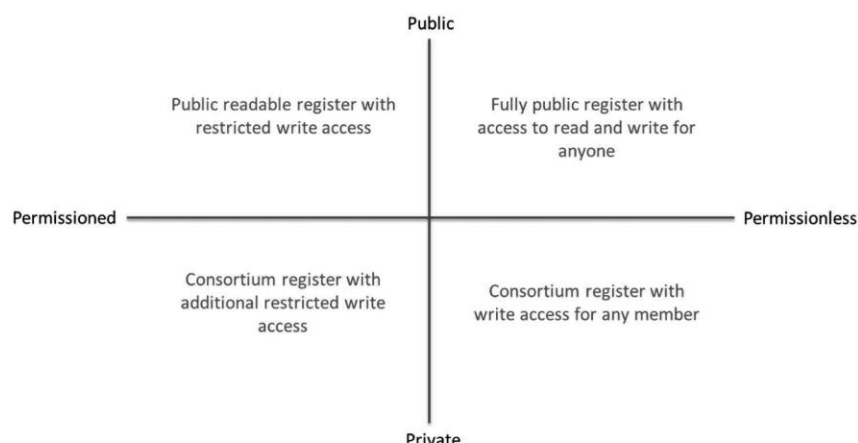 Public
Public readable register with
restricted write access
Fully public register with
access to read and write for
anyone
Permissioned
Permissionless
Consortium register with
additional restricted write
access
Consortium register with
write access for any member
Private